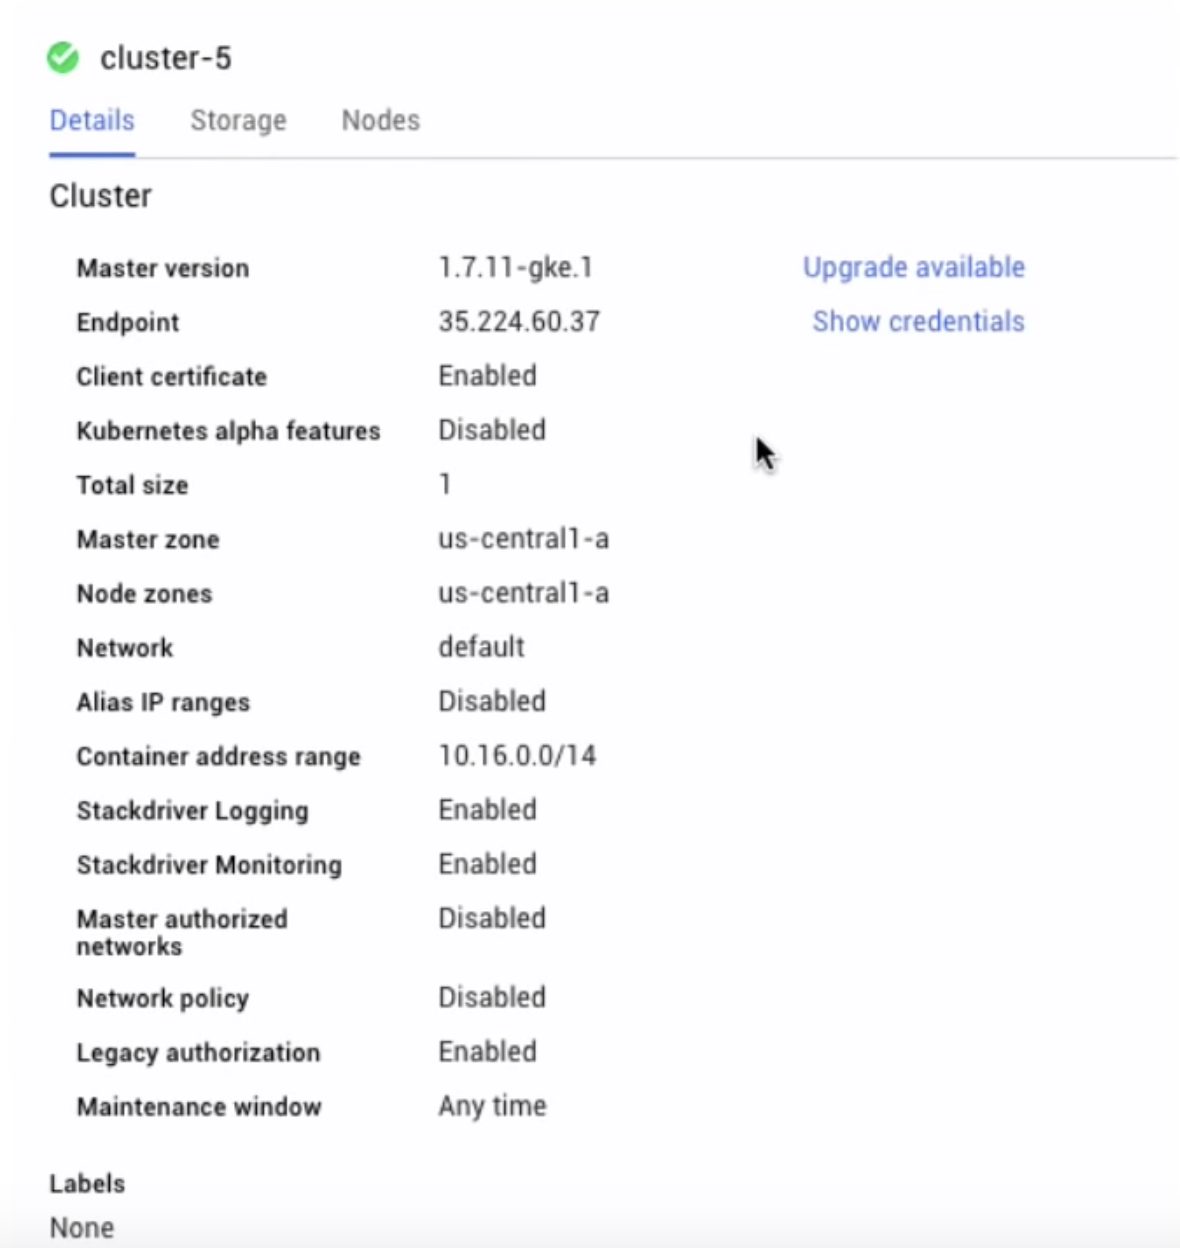 cluster-5
Details Storage Nodes
Cluster
Master version 1.7.11-gke.1 Upgrade available
Endpoint 35.224.60.37 Show credentials
Client certificate Enabled
Kubernetes alpha features Disabled
Total size 1
Master zone us-central1-a
Node zones us-central1-a
Network default
Alias IP ranges Disabled
Container address range 10.16.0.0/14
Stackdriver Logging Enabled
Stackdriver Monitoring Enabled
Master authorized Disabled
networks
Network policy Disabled
Legacy authorization Enabled
Maintenance window Any time
Labels
None